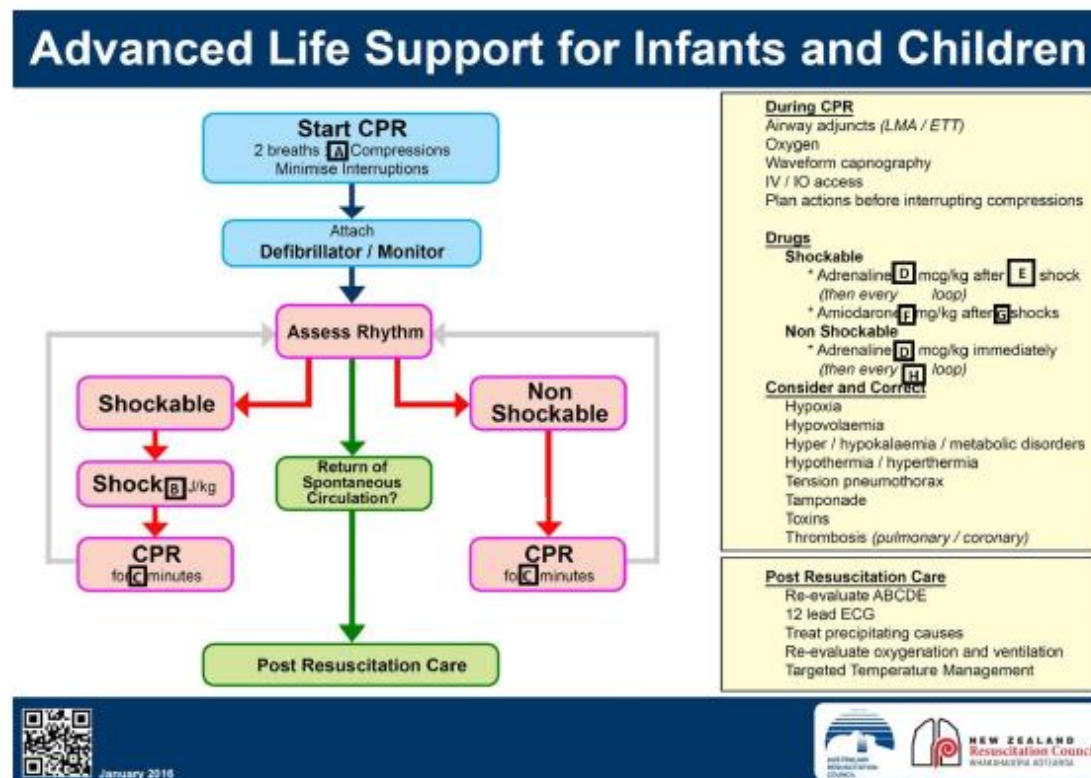 Advanced Life Support for Infants and Children
Start CPR
2 breaths : A Compressions
Minimise Interruptions
Attach
Defibrillator / Monitor
Assess Rhythm
Shockable
Non
Shockable
Shock B J/kg
Return of
Spontaneous
Circulation?
CPR
for C minutes
CPR
fo C minutes
Post Resuscitation Care
During CPR
Airway adjuncts (LMA / ETT)
Oxygen
Waveform capnography
IV / IO access
Plan actions before interrupting compressions
Drugs
Shockable
* Adrenaline D mcg/kg after E shock
(then every loop)
* Amiodarone F mg/kg after G shocks
Non Shockable
* Adrenaline D mcg/kg immediately
(then every H loop)
Consider and Correct
Hypoxia
Hypovolaemia
Hyper / hypokalaemia / metabolic disorders
Hypothermia / hyperthermia
Tension pneumothorax
Tamponade
Toxins
Thrombosis (pulmonary / coronary)
Post Resuscitation Care
Re-evaluate ABCDE
12 lead ECG
Treat precipitating causes
Re-evaluate oxygenation and ventilation
Targeted Temperature Management
January 2016
AUSTRALIAN
RESUSCITATION
COUNCIL
NEW ZEALAND
Resuscitation Counci
WHAKAHAUORA AOTEAROA